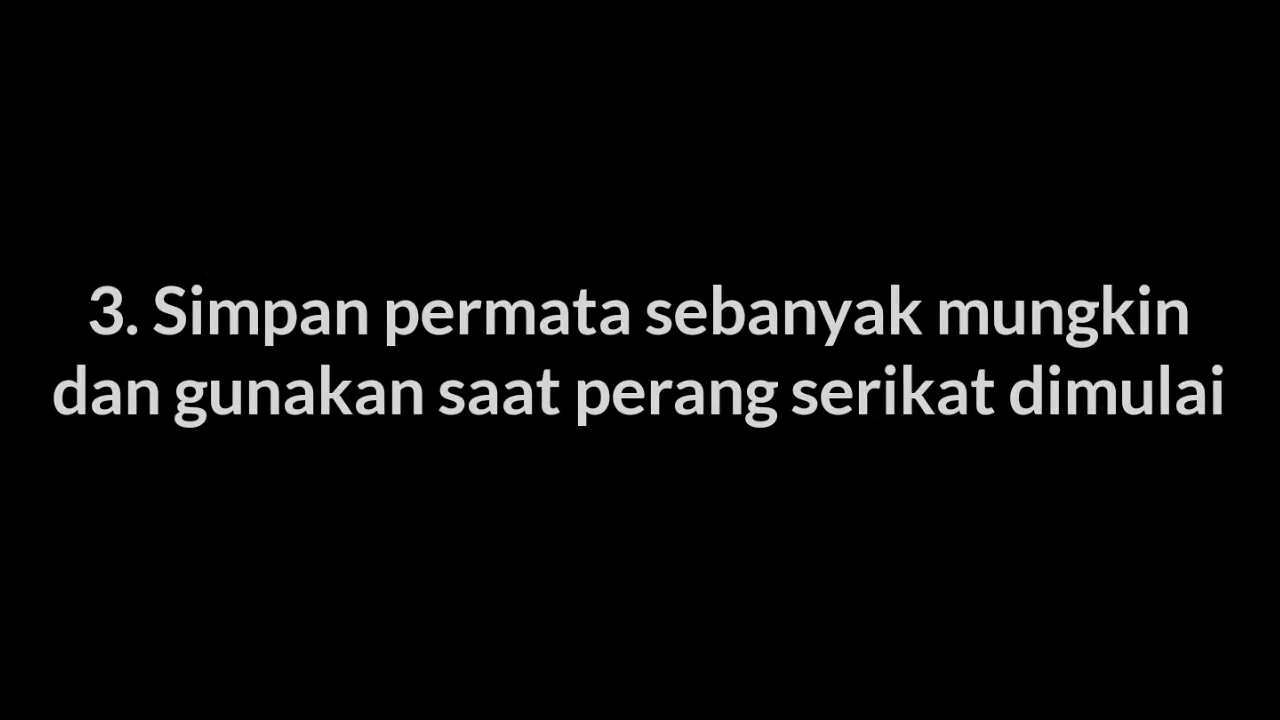 3. Simpan permata sebanyak mungkin
dan gunakan saat perang serikat dimulai